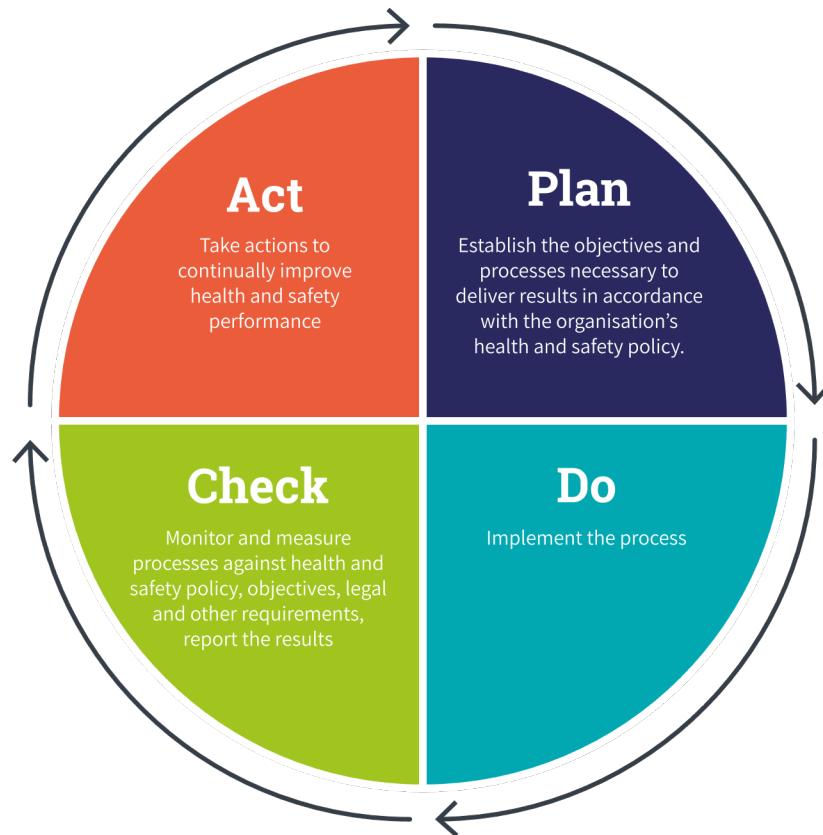 Act
Take actions to
continually improve
health and safety
performance
Plan
Establish the objectives and
processes necessary to
deliver results in accordance
with the organisation’s
health and safety policy.
Check
Monitor and measure
processes against health and
safety policy, objectives, legal
and other requirements,
report the results
Do
Implement the process